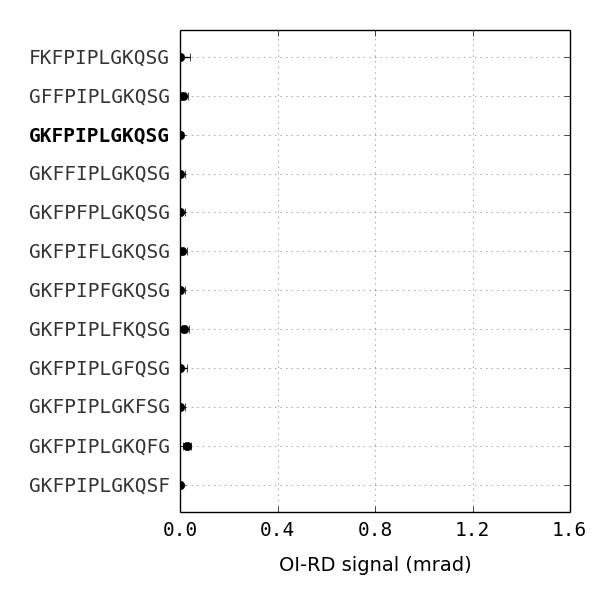 FKFPIPLGKQSG
GFFPIPLGKQSG
GKFPIPLGKQSG
GKFFIPLGKQSG
GKFPFPLGKQSG
GKFPIFLGKQSG
GKFPIPFGKQSG
GKFPIPLFKQSG
GKFPIPLGFQSG
GKFPIPLGKFSG
GKFPIPLGKQFG
GKFPIPLGKQSF
0.0 0.4 0.8 1.2 1.6
OI-RD signal (mrad)